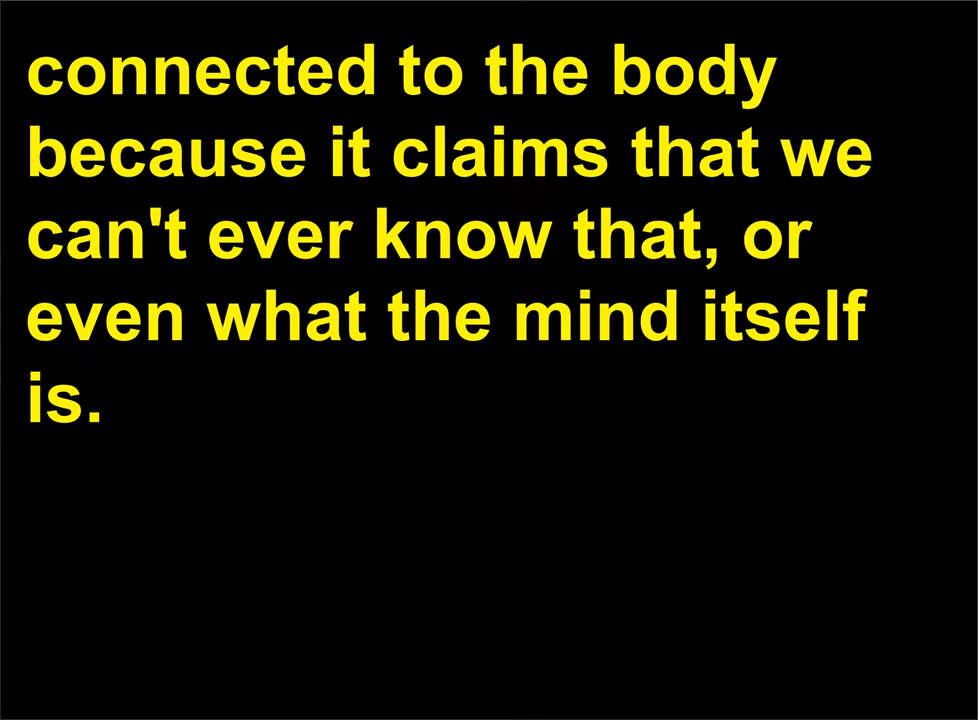 connected to the body
because it claims that we
can't ever know that, or
even what the mind itself
is.